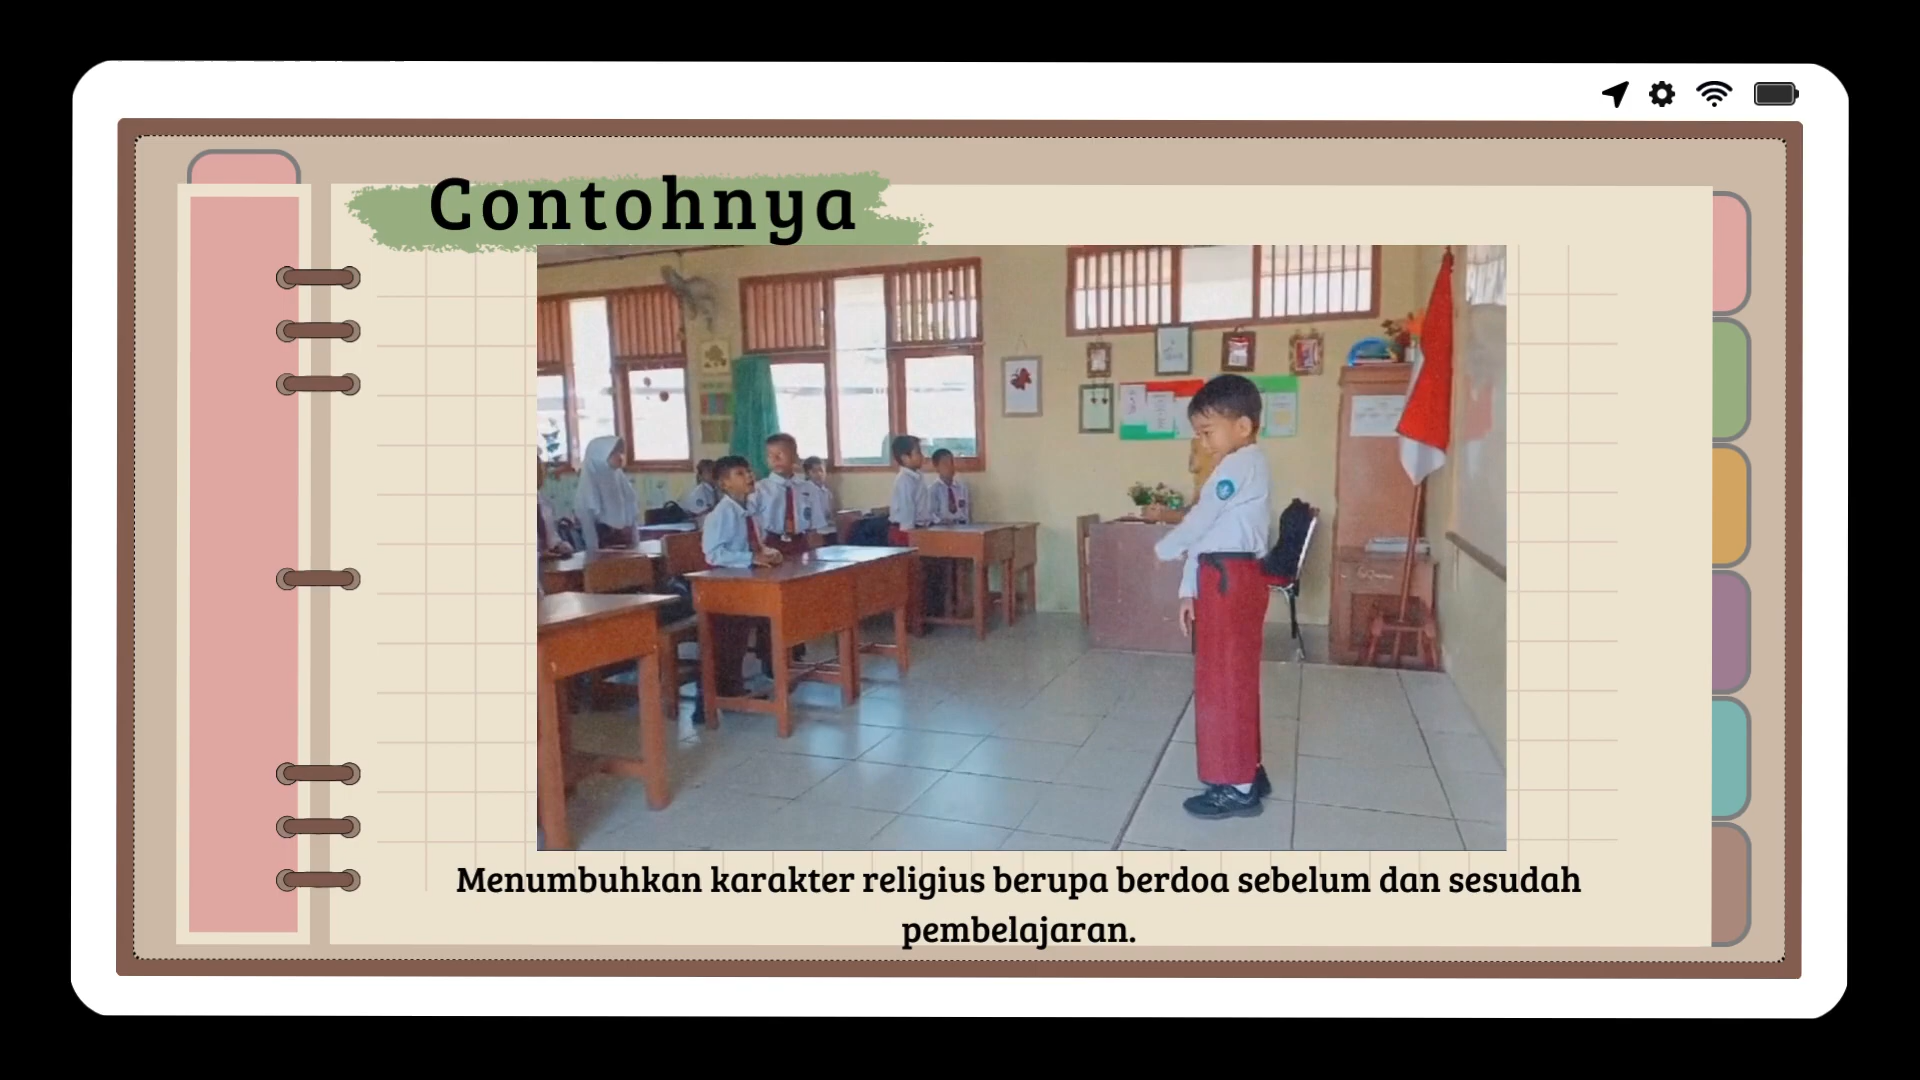 Contohnya
Menumbuhkan karakter religius berupa berdoa sebelum dan sesudah
pembelajaran.